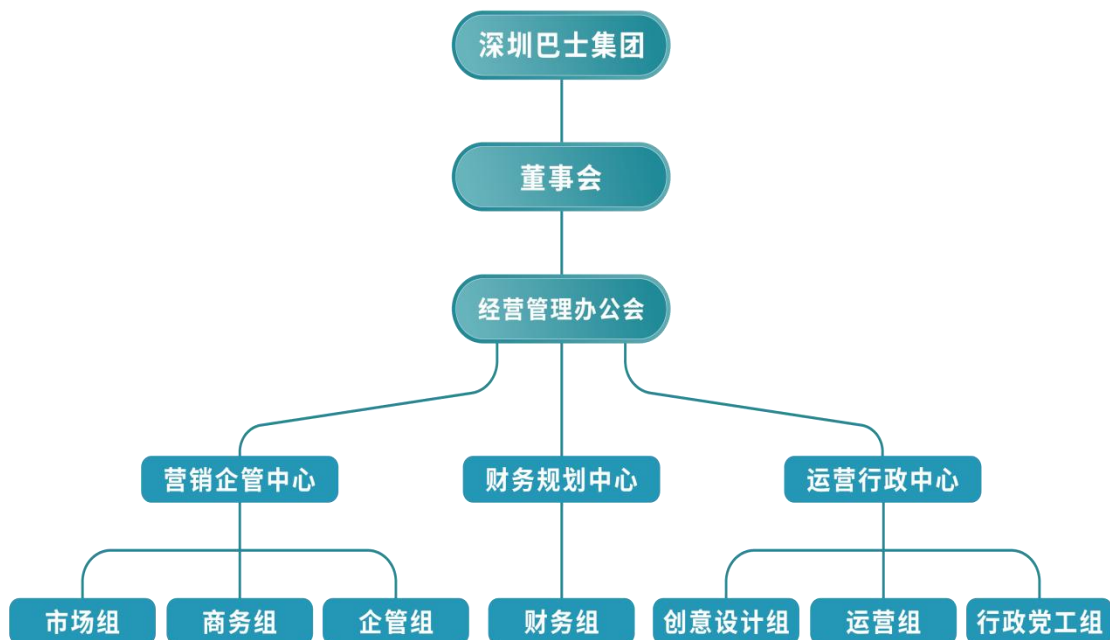 深圳巴士集团
董事会
经营管理办公会
营销企管中心
财务规划中心
运营行政中心
市场组
商务组
企管组
财务组
创意设计组
运营组
行政党工组